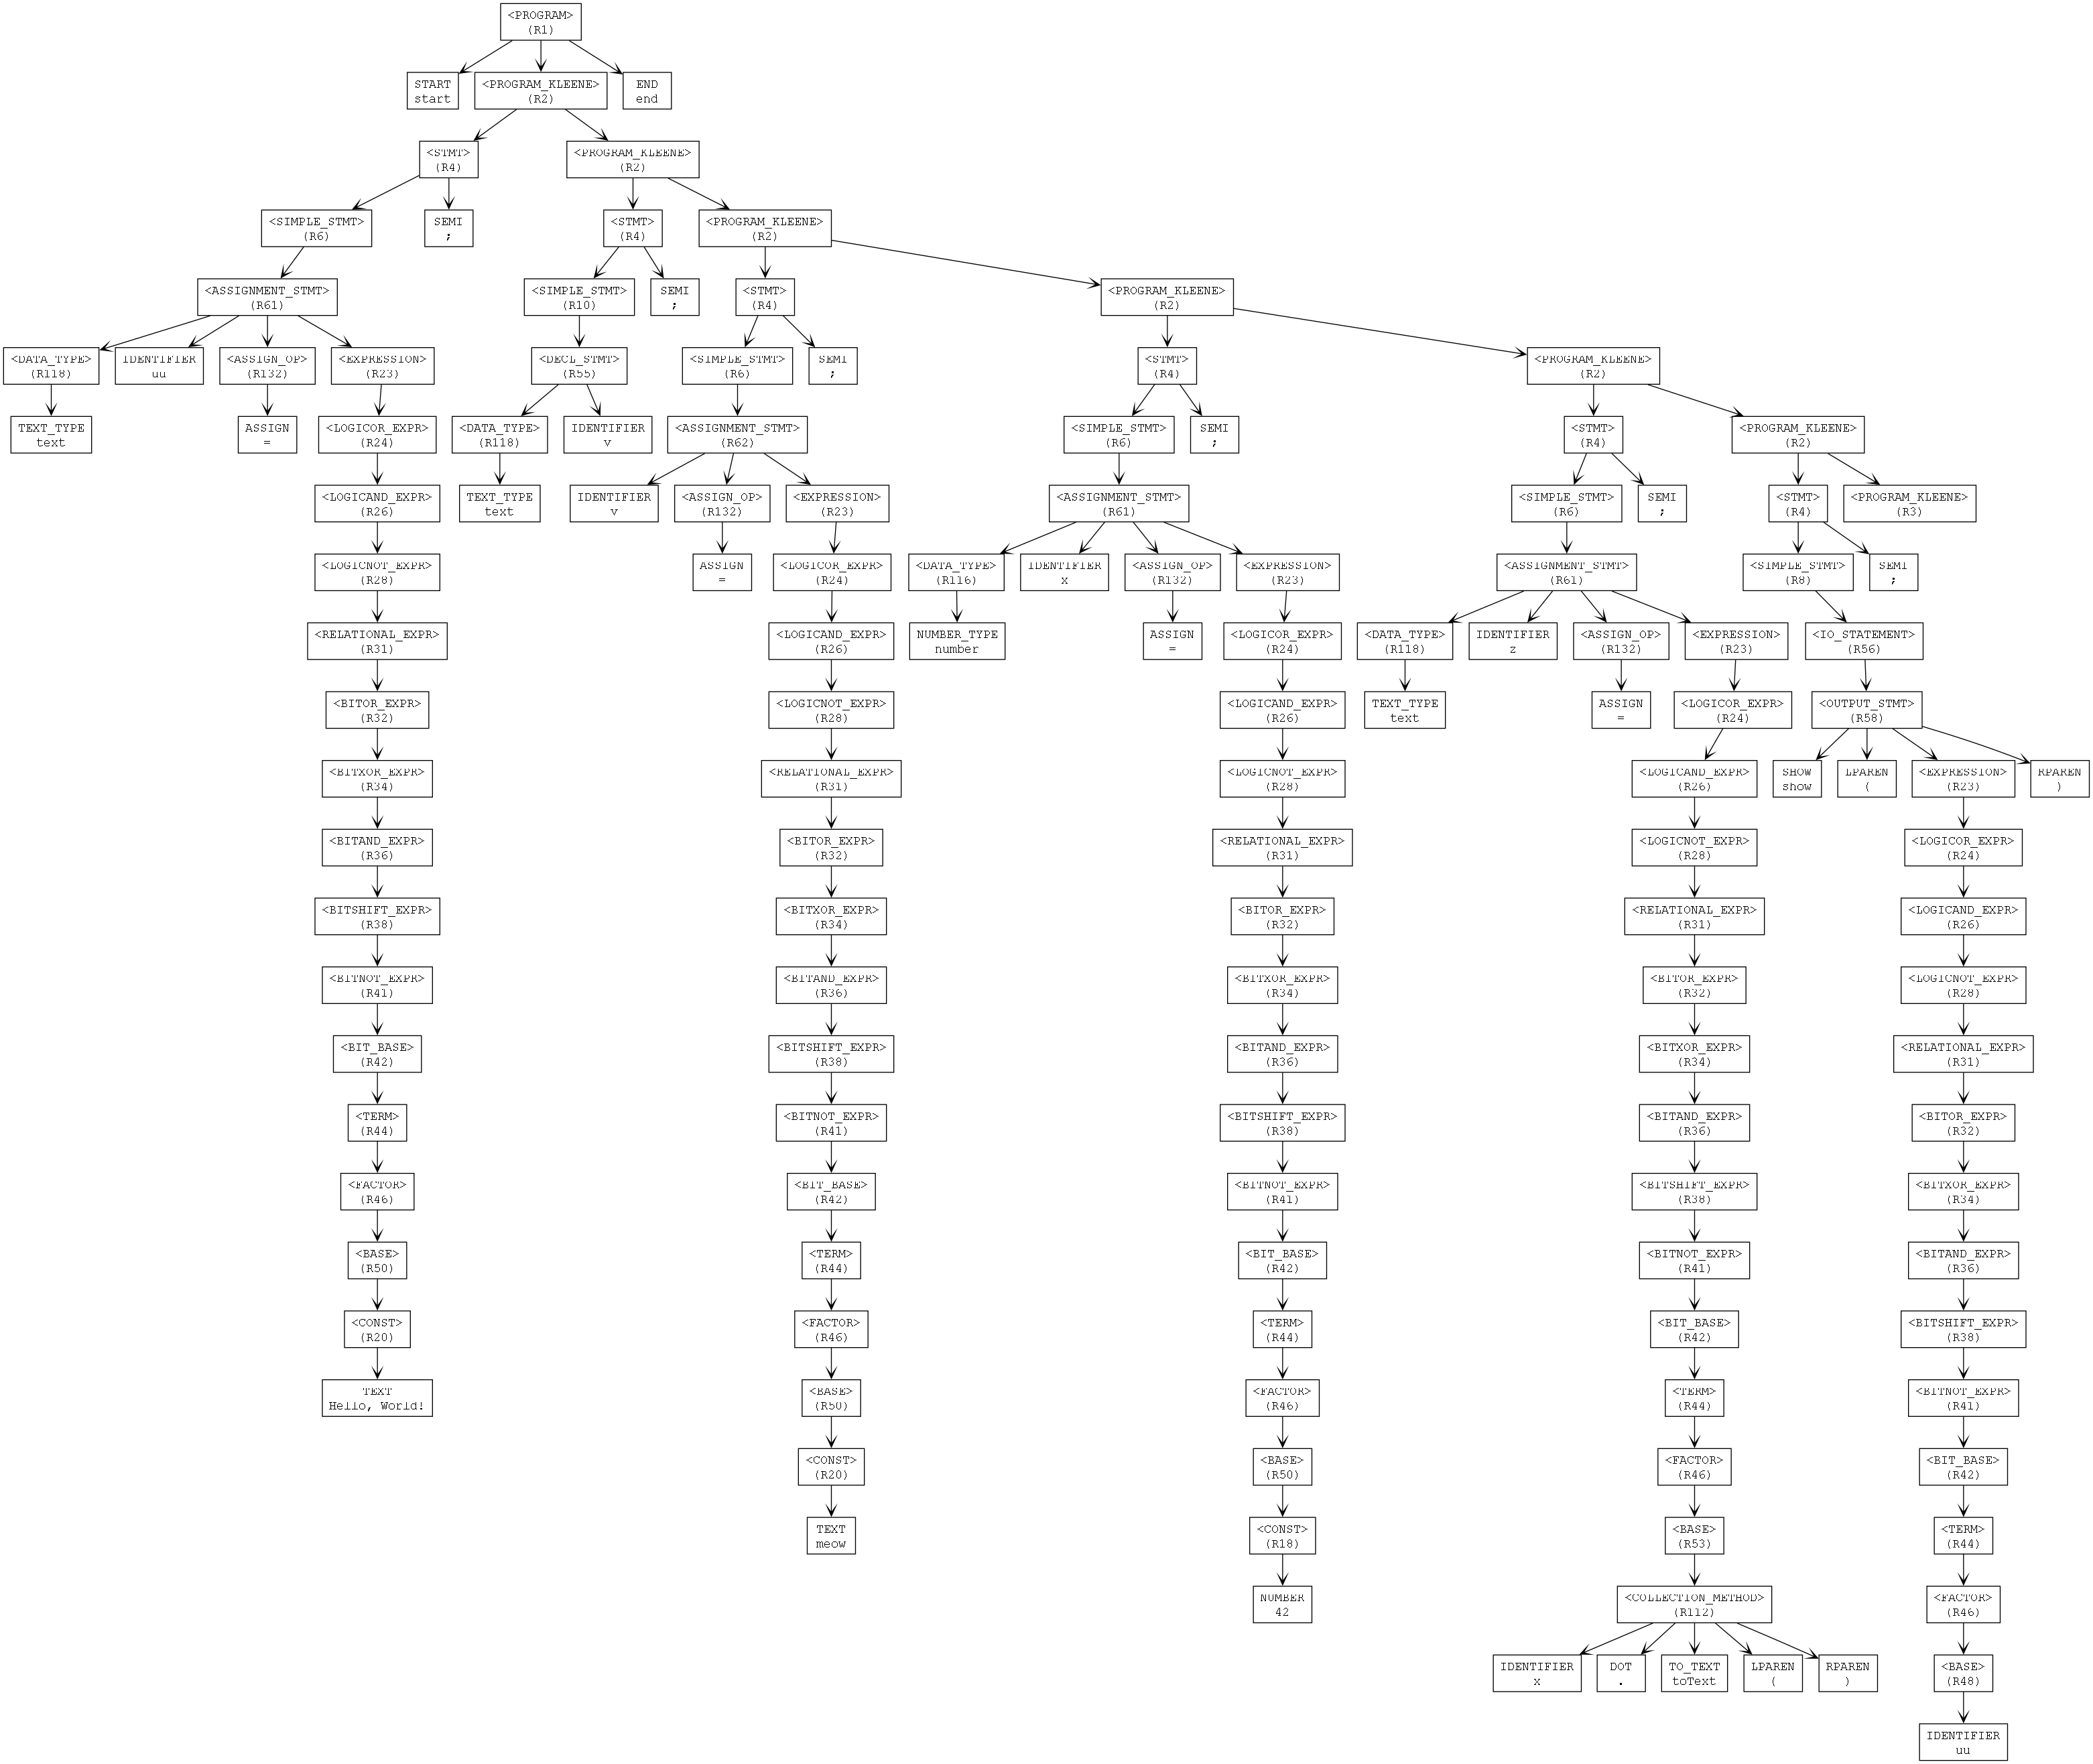 <PROGRAM>
(R1)
START
start
<PROGRAM_KLEENE>
(R2)
END
end
<STMT>
(R4)
<PROGRAM_KLEENE>
(R2)
<SIMPLE_STMT>
(R6)
SEMI
;
<STMT>
(R4)
<PROGRAM_KLEENE>
(R2)
<ASSIGNMENT_STMT>
(R61)
<SIMPLE_STMT>
(R10)
SEMI
;
<STMT>
(R4)
<PROGRAM_KLEENE>
(R2)
<DATA_TYPE>
(R118)
IDENTIFIER
uu
<ASSIGN_OP>
(R132)
<EXPRESSION>
(R23)
<DECL_STMT>
(R55)
<SIMPLE_STMT>
(R6)
SEMI
;
<STMT>
(R4)
<PROGRAM_KLEENE>
(R2)
TEXT_TYPE
text
ASSIGN
=
<LOGICOR_EXPR>
(R24)
<DATA_TYPE>
(R118)
IDENTIFIER
v
<ASSIGNMENT_STMT>
(R62)
<SIMPLE_STMT>
(R6)
SEMI
;
<STMT>
(R4)
<PROGRAM_KLEENE>
(R2)
<LOGICAND_EXPR>
(R26)
TEXT_TYPE
text
IDENTIFIER
v
<ASSIGN_OP>
(R132)
<EXPRESSION>
(R23)
<ASSIGNMENT_STMT>
(R61)
<SIMPLE_STMT>
(R6)
SEMI
;
<STMT>
(R4)
<PROGRAM_KLEENE>
(R3)
<LOGICNOT_EXPR>
(R28)
ASSIGN
=
<LOGICOR_EXPR>
(R24)
<DATA_TYPE>
(R116)
IDENTIFIER
x
<ASSIGN_OP>
(R132)
<EXPRESSION>
(R23)
<ASSIGNMENT_STMT>
(R61)
<SIMPLE_STMT>
(R8)
SEMI
;
<RELATIONAL_EXPR>
(R31)
<LOGICAND_EXPR>
(R26)
NUMBER_TYPE
number
ASSIGN
=
<LOGICOR_EXPR>
(R24)
<DATA_TYPE>
(R118)
IDENTIFIER
z
<ASSIGN_OP>
(R132)
<EXPRESSION>
(R23)
<IO_STATEMENT>
(R56)
<BITOR_EXPR>
(R32)
<LOGICNOT_EXPR>
(R28)
<LOGICAND_EXPR>
(R26)
TEXT_TYPE
text
ASSIGN
=
<LOGICOR_EXPR>
(R24)
<OUTPUT_STMT>
(R58)
<BITXOR_EXPR>
(R34)
<RELATIONAL_EXPR>
(R31)
<LOGICNOT_EXPR>
(R28)
<LOGICAND_EXPR>
(R26)
SHOW
show
LPAREN
(
<EXPRESSION>
(R23)
RPAREN
)
<BITAND_EXPR>
(R36)
<BITOR_EXPR>
(R32)
<RELATIONAL_EXPR>
(R31)
<LOGICNOT_EXPR>
(R28)
<LOGICOR_EXPR>
(R24)
<BITSHIFT_EXPR>
(R38)
<BITXOR_EXPR>
(R34)
<BITOR_EXPR>
(R32)
<RELATIONAL_EXPR>
(R31)
<LOGICAND_EXPR>
(R26)
<BITNOT_EXPR>
(R41)
<BITAND_EXPR>
(R36)
<BITXOR_EXPR>
(R34)
<BITOR_EXPR>
(R32)
<LOGICNOT_EXPR>
(R28)
<BIT_BASE>
(R42)
<BITSHIFT_EXPR>
(R38)
<BITAND_EXPR>
(R36)
<BITXOR_EXPR>
(R34)
<RELATIONAL_EXPR>
(R31)
<TERM>
(R44)
<BITNOT_EXPR>
(R41)
<BITSHIFT_EXPR>
(R38)
<BITAND_EXPR>
(R36)
<BITOR_EXPR>
(R32)
<FACTOR>
(R46)
<BIT_BASE>
(R42)
<BITNOT_EXPR>
(R41)
<BITSHIFT_EXPR>
(R38)
<BITXOR_EXPR>
(R34)
<BASE>
(R50)
<TERM>
(R44)
<BIT_BASE>
(R42)
<BITNOT_EXPR>
(R41)
<BITAND_EXPR>
(R36)
<CONST>
(R20)
<FACTOR>
(R46)
<TERM>
(R44)
<BIT_BASE>
(R42)
<BITSHIFT_EXPR>
(R38)
TEXT
Hello, World!
<BASE>
(R50)
<FACTOR>
(R46)
<TERM>
(R44)
<BITNOT_EXPR>
(R41)
<CONST>
(R20)
<BASE>
(R50)
<FACTOR>
(R46)
<BIT_BASE>
(R42)
TEXT
meow
<CONST>
(R18)
<BASE>
(R53)
<TERM>
(R44)
NUMBER
42
<COLLECTION_METHOD>
(R112)
<FACTOR>
(R46)
IDENTIFIER
x
DOT
.
TO_TEXT
toText
LPAREN
(
RPAREN
)
<BASE>
(R48)
IDENTIFIER
uu